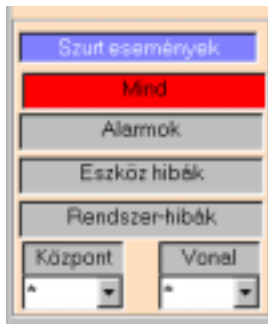 Szurt események
Mind
Alarmok
Eszköz hibák
Rendszer-hibák
Központ Vonal
* *